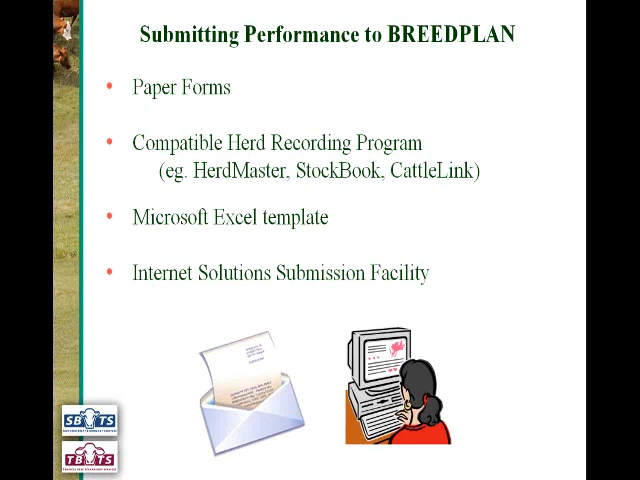 Submitting Performance to BREEDPLAN
• Paper Forms
• Compatible Herd Recording Program
(eg. HerdMaster, StockBook, CattleLink)
• Microsoft Excel template
• Internet Solutions Submission Facility
SBTS
TBTS